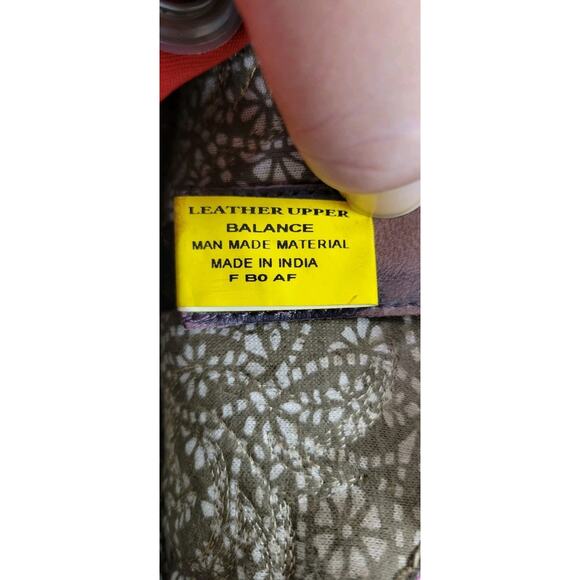 LEATHER UPPER
BALANCE
MAN MADE MATERIAL
MADE IN INDIA
F B0 AF